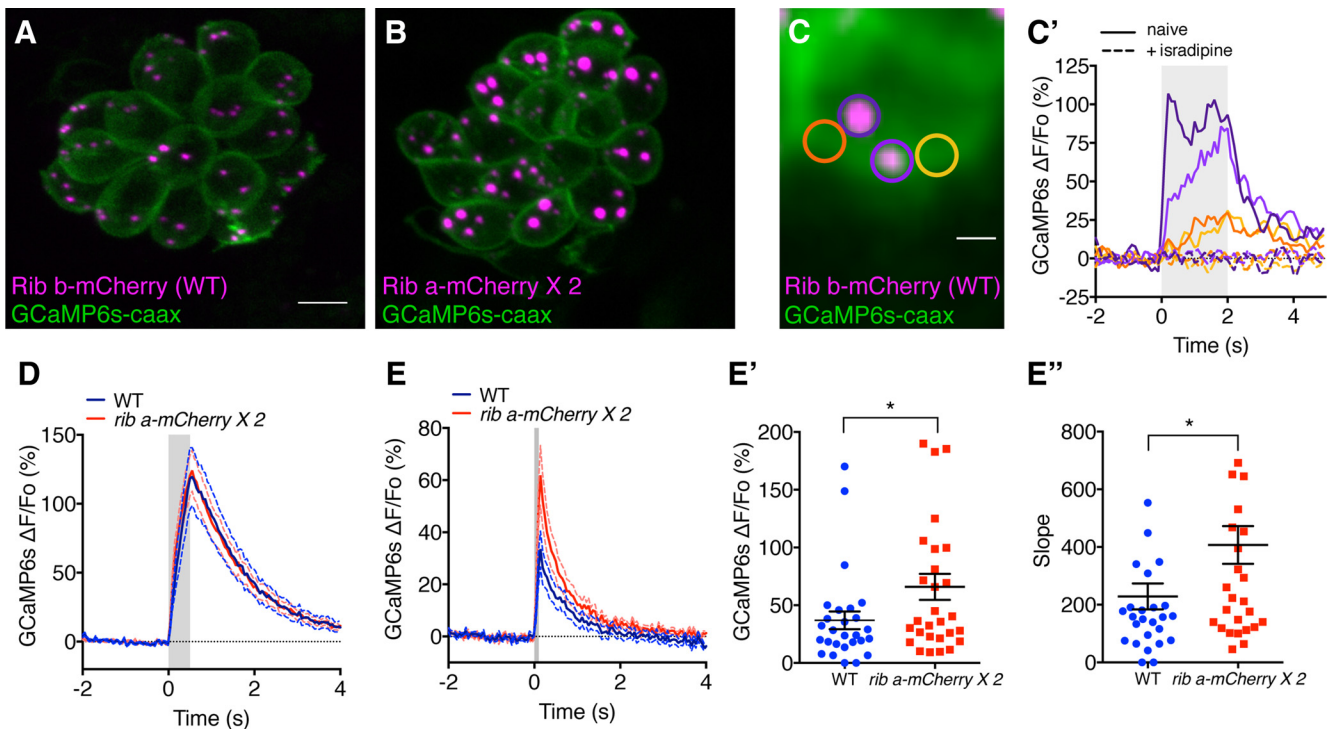 A
Rib b-mCherry (WT)
GCaMP6s-caax
B
Rib a-mCherry X 2
GCaMP6s-caax
C
Rib b-mCherry (WT)
GCaMP6s-caax
C'
naive
+ isradipine
GCaMP6s ΔF/Fo (%)
125
100
75
50
25
0
-25
-2 0 2 4
Time (s)
D
WT
rib a-mCherry X 2
GCaMP6s ΔF/Fo (%)
150
100
50
0
-2 0 2 4
Time (s)
E
WT
rib a-mCherry X 2
GCaMP6s ΔF/Fo (%)
80
60
40
20
0
-2 0 2 4
Time (s)
E'
*
GCaMP6s ΔF/Fo (%)
200
150
100
50
0
WT rib a-mCherry X 2
E''
*
Slope
800
600
400
200
0
WT rib a-mCherry X 2